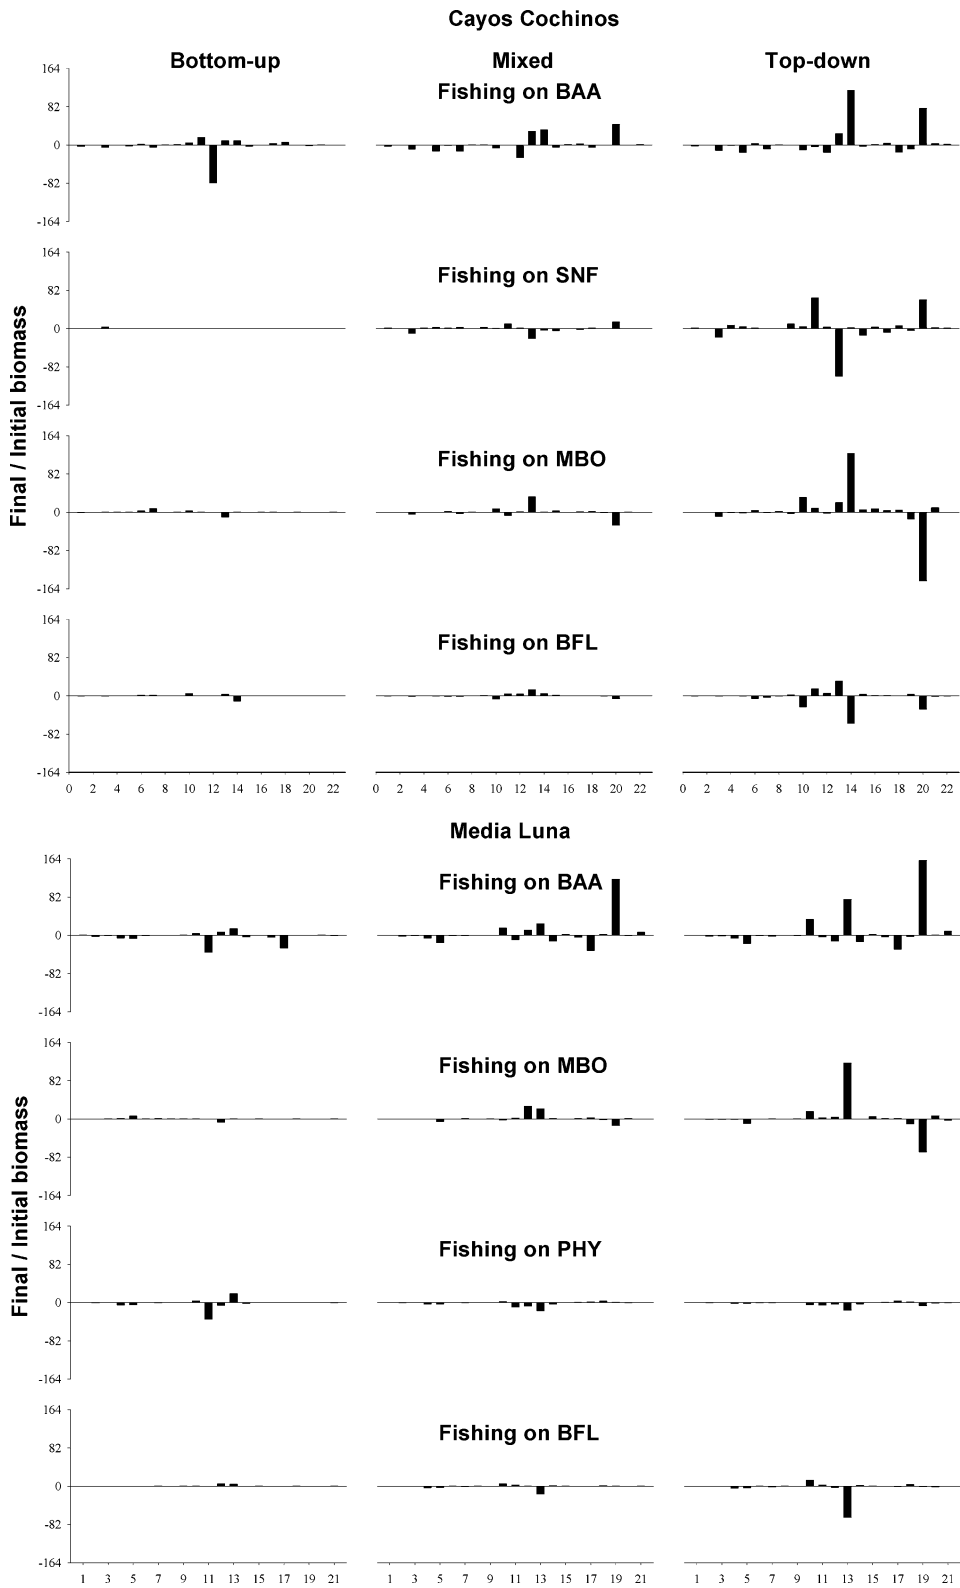 Cayos Cochinos
Bottom-up Mixed Top-down
Fishing on BAA
164
82
0
-82
-164
Fishing on SNF
164
82
0
-82
-164
Fishing on MBO
164
82
0
-82
-164
Fishing on BFL
164
82
0
-82
-164
Final / Initial biomass
0 2 4 6 8 10 12 14 16 18 20 22 0 2 4 6 8 10 12 14 16 18 20 22 0 2 4 6 8 10 12 14 16 18 20 22
Media Luna
Fishing on BAA
164
82
0
-82
-164
Fishing on MBO
164
82
0
-82
-164
Fishing on PHY
164
82
0
-82
-164
Fishing on BFL
164
82
0
-82
-164
Final / Initial biomass
1 3 5 7 9 11 13 15 17 19 21 1 3 5 7 9 11 13 15 17 19 21 1 3 5 7 9 11 13 15 17 19 21